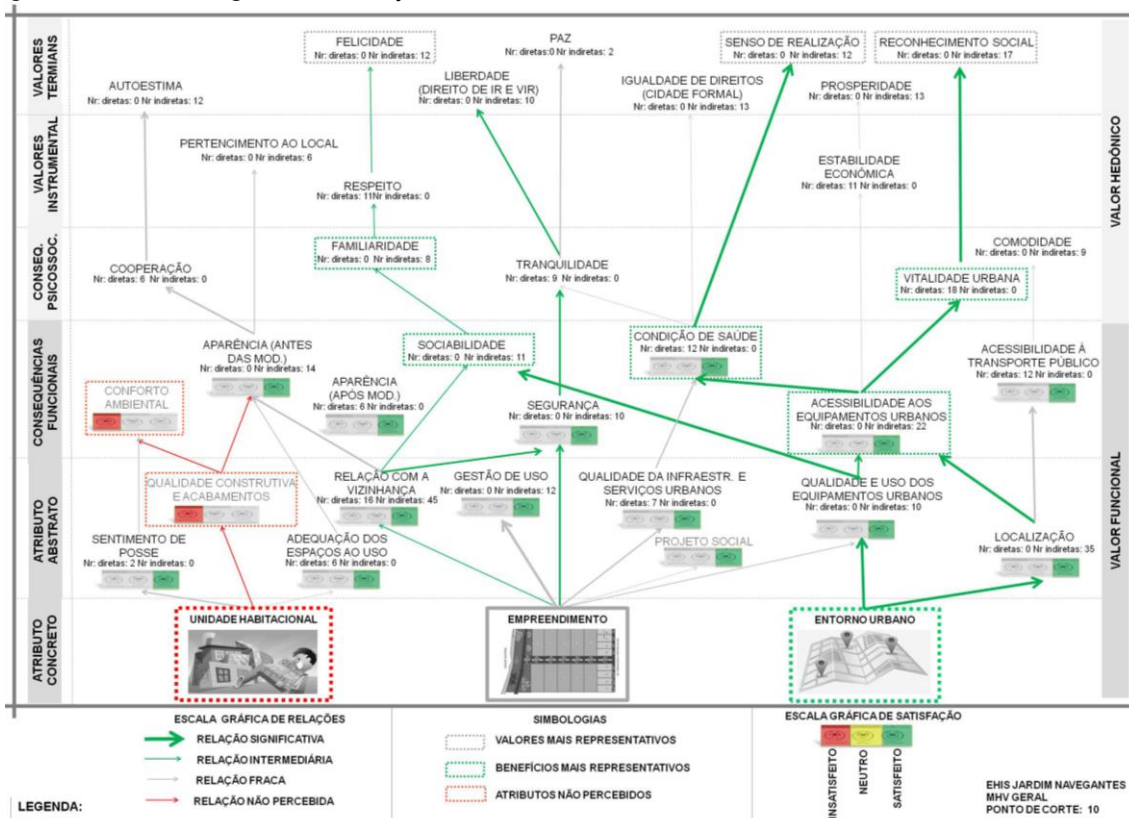 VALORES TERMIANS
FELICIDADE
Nr: diretas: 0 Nr indiretas: 12
PAZ
Nr: diretas:0 Nr indiretas: 2
SENSO DE REALIZAÇÃO
Nr: diretas: 0 Nr indiretas: 12
RECONHECIMENTO SOCIAL
Nr: diretas: 0 Nr indiretas: 17
AUTOESTIMA
Nr: diretas: 0 Nr indiretas: 12
LIBERDADE
(DIREITO DE IR E VIR)
Nr: diretas: 0 Nr indiretas: 10
IGUALDADE DE DIREITOS
(CIDADE FORMAL)
Nr: diretas: 0 Nr indiretas: 13
PROSPERIDADE
Nr: diretas: 0 Nr indiretas: 13
VALOR HEDÔNICO
VALORES INSTRUMENTAL
PERTENCIMENTO AO LOCAL
Nr: diretas: 0 Nr indiretas: 6
RESPEITO
Nr: diretas: 11Nr indiretas: 0
ESTABILIDADE
ECONÔMICA
Nr: diretas: 11 Nr indiretas: 0
CONSEQ. PSICOSSOC.
COOPERAÇÃO
Nr: diretas: 6 Nr indiretas: 0
FAMILIARIDADE
Nr: diretas: 0 Nr indiretas: 8
TRANQUILIDADE
Nr: diretas: 9 Nr indiretas: 0
COMODIDADE
Nr: diretas: 0 Nr indiretas: 9
VITALIDADE URBANA
Nr: diretas: 18 Nr indiretas: 0
CONSEQUÊNCIAS FUNCIONAIS
APARÊNCIA (ANTES
DAS MOD.)
Nr: diretas: 0 Nr indiretas: 14
SOCIABILIDADE
Nr: diretas: 0 Nr indiretas: 11
CONDIÇÃO DE SAÚDE
Nr: diretas: 12 Nr indiretas: 0
ACESSIBILIDADE À
TRANSPORTE PÚBLICO
Nr: diretas: 12 Nr indiretas: 0
CONFORTO
AMBIENTAL
APARÊNCIA
(APÓS MOD.)
Nr: diretas: 6 Nr indiretas: 0
SEGURANÇA
Nr: diretas: 0 Nr indiretas: 10
ACESSIBILIDADE AOS
EQUIPAMENTOS URBANOS
Nr: diretas: 0 Nr indiretas: 22
VALOR FUNCIONAL
ATRIBUTO ABSTRATO
QUALIDADE CONSTRUTIVA
E ACABAMENTOS
RELAÇÃO COM A
VIZINHANÇA
Nr: diretas: 16 Nr indiretas: 45
GESTÃO DE USO
Nr: diretas: 0 Nr indiretas: 12
QUALIDADE DA INFRAESTR. E
SERVIÇOS URBANOS
Nr: diretas: 7 Nr indiretas: 0
QUALIDADE E USO DOS
EQUIPAMENTOS URBANOS
Nr: diretas: 0 Nr indiretas: 10
SENTIMENTO DE
POSSE
Nr: diretas: 2 Nr indiretas: 0
ADEQUAÇÃO DOS
ESPAÇOS AO USO
Nr: diretas: 6 Nr indiretas: 0
PROJETO SOCIAL
LOCALIZAÇÃO
Nr: diretas: 0 Nr indiretas: 35
ATRIBUTO CONCRETO
UNIDADE HABITACIONAL
EMPREENDIMENTO
ENTORNO URBANO
ESCALA GRÁFICA DE RELAÇÕES
RELAÇÃO SIGNIFICATIVA
RELAÇÃO INTERMEDIÁRIA
RELAÇÃO FRACA
RELAÇÃO NÃO PERCEBIDA
SIMBOLOGIAS
VALORES MAIS REPRESENTATIVOS
BENEFÍCIOS MAIS REPRESENTATIVOS
ATRIBUTOS NÃO PERCEBIDOS
ESCALA GRÁFICA DE SATISFAÇÃO
INSATISFEITO
NEUTRO
SATISFEITO
LEGENDA:
EHIS JARDIM NAVEGANTES
MHV GERAL
PONTO DE CORTE: 10